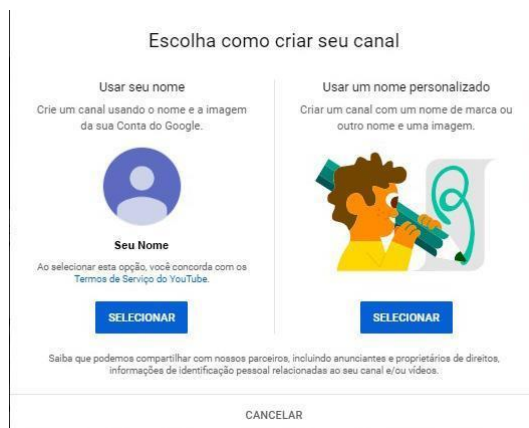 Escolha como criar seu canal
Usar seu nome
Crie um canal usando o nome e a imagem
da sua Conta do Google.
Seu Nome
Ao selecionar esta opção, você concorda com os
Termos de Serviço do YouTube.
SELECIONAR
Usar um nome personalizado
Criar um canal com um nome de marca ou
outro nome e uma imagem.
SELECIONAR
Saiba que podemos compartilhar com nossos parceiros, incluindo anunciantes e proprietários de direitos,
informações de identificação pessoal relacionadas ao seu canal e/ou vídeos.
CANCELAR